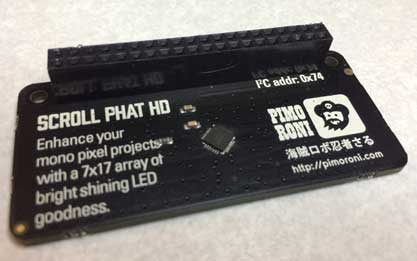 I²C addr: 0x74
SCROLL PHAT HD
Enhance your
mono pixel projects
with a 7x17 array of
bright shining LED
goodness.
PIMO
RONI
海賊ロボ忍者さる
http://pimoroni.com